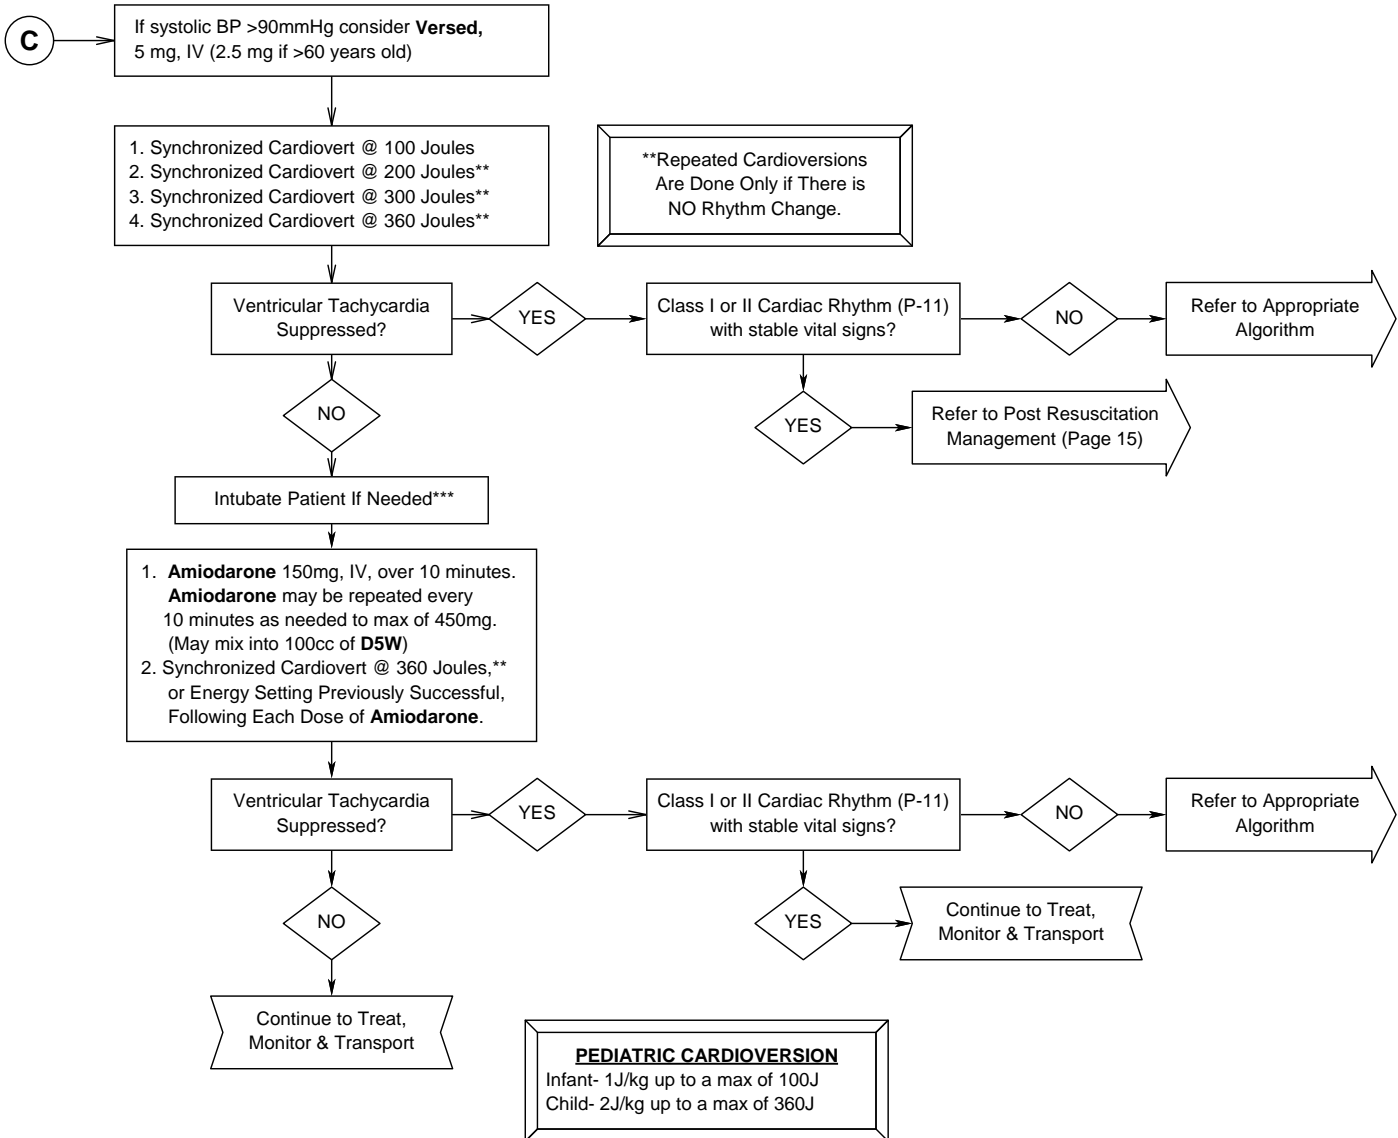 C
If systolic BP >90mmHg consider Versed,
5 mg, IV (2.5 mg if >60 years old)
1. Synchronized Cardiovert @ 100 Joules
2. Synchronized Cardiovert @ 200 Joules**
3. Synchronized Cardiovert @ 300 Joules**
4. Synchronized Cardiovert @ 360 Joules**
**Repeated Cardioversions
Are Done Only if There is
NO Rhythm Change.
Ventricular Tachycardia
Suppressed?
YES
Class I or II Cardiac Rhythm (P-11)
with stable vital signs?
NO
Refer to Appropriate
Algorithm
NO
YES
Refer to Post Resuscitation
Management (Page 15)
Intubate Patient If Needed***
1. Amiodarone 150mg, IV, over 10 minutes.
Amiodarone may be repeated every
10 minutes as needed to max of 450mg.
(May mix into 100cc of D5W)
2. Synchronized Cardiovert @ 360 Joules,**
or Energy Setting Previously Successful,
Following Each Dose of Amiodarone.
Ventricular Tachycardia
Suppressed?
YES
Class I or II Cardiac Rhythm (P-11)
with stable vital signs?
NO
Refer to Appropriate
Algorithm
NO
YES
Continue to Treat,
Monitor & Transport
Continue to Treat,
Monitor & Transport
PEDIATRIC CARDIOVERSION
Infant- 1J/kg up to a max of 100J
Child- 2J/kg up to a max of 360J